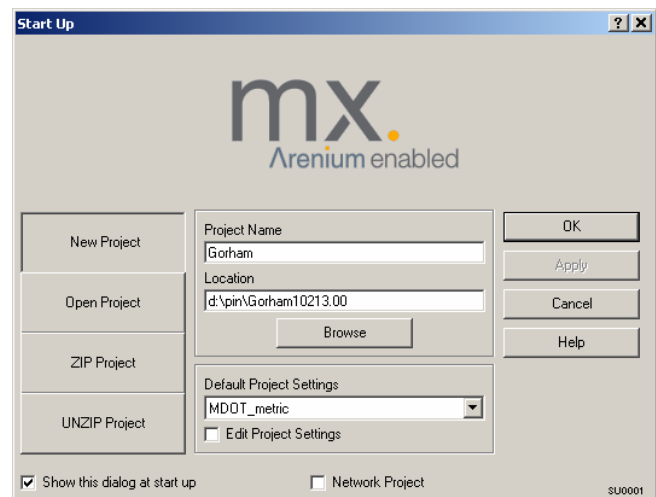 Start Up
mx.
Arenium enabled
New Project
Open Project
ZIP Project
UNZIP Project
Project Name
Gorham
Location
d:\pin\Gorham10213.00
Browse
Default Project Settings
MDOT_metric
Edit Project Settings
OK
Apply
Cancel
Help
Show this dialog at start up
Network Project
SU0001